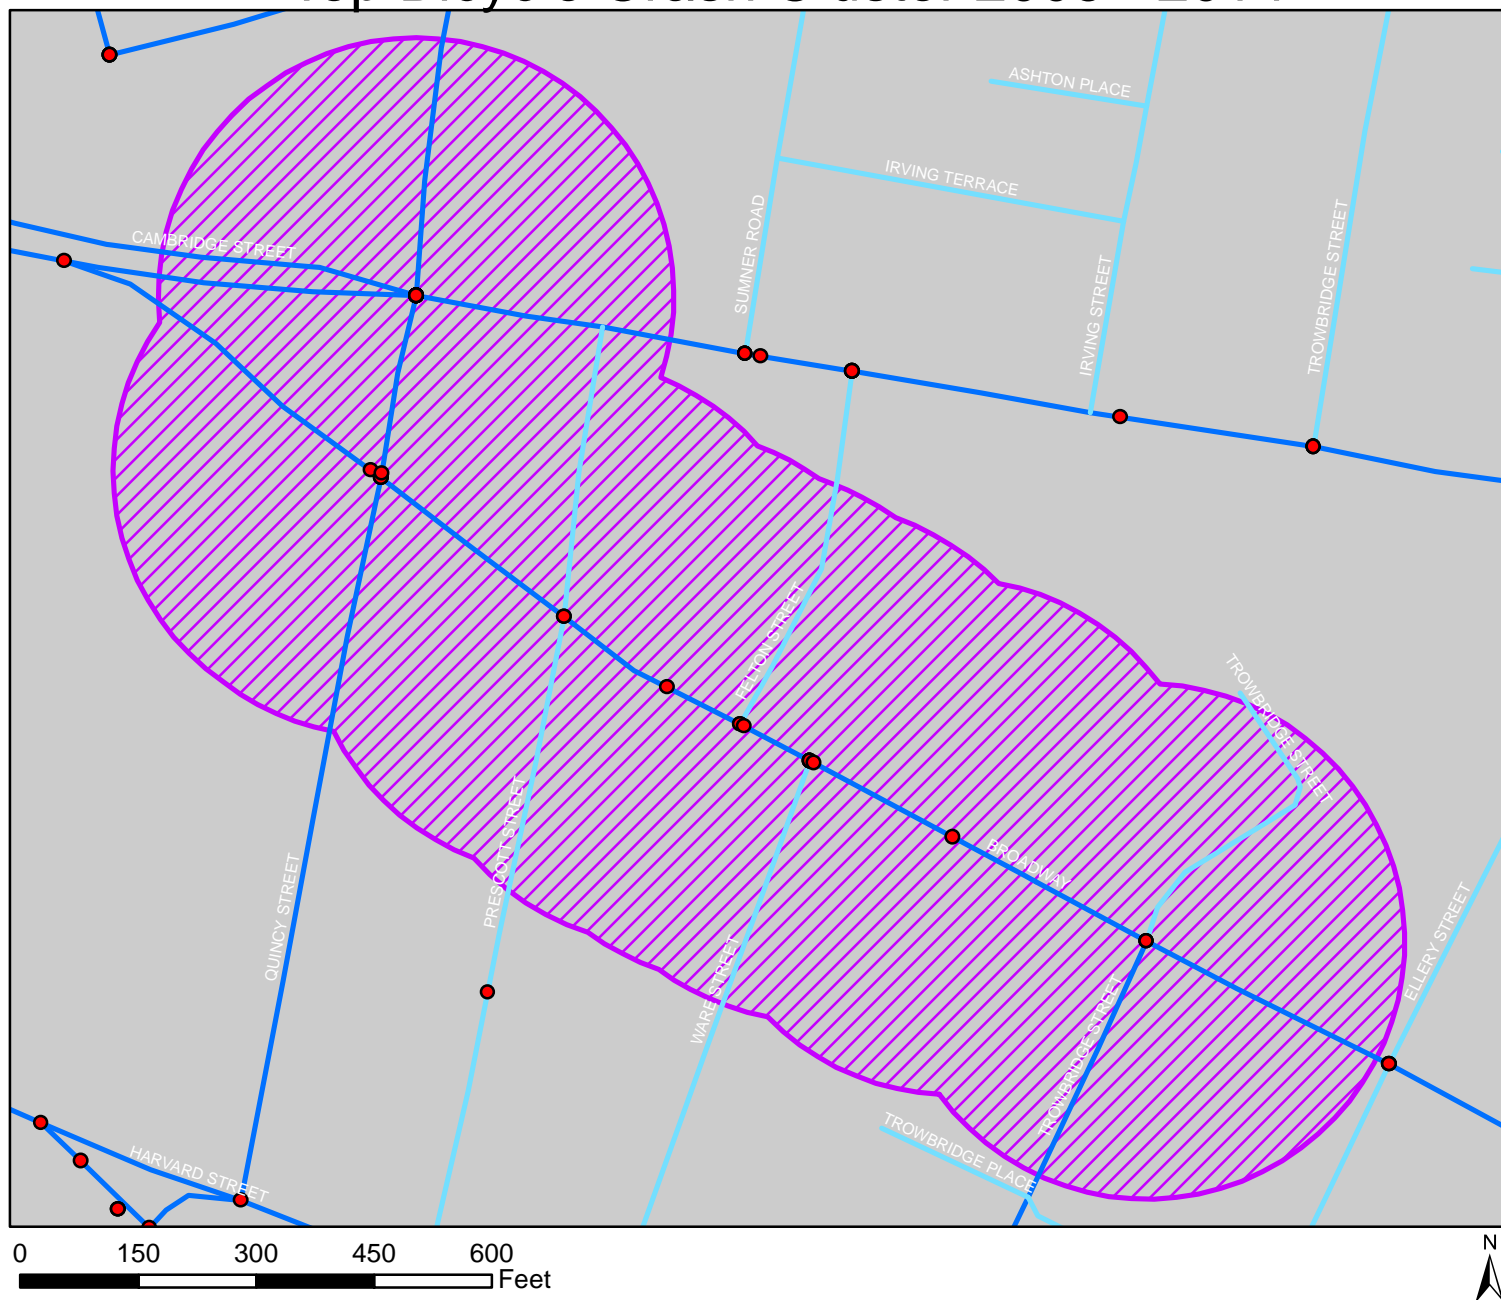 ASHTON PLACE
IRVING TERRACE
CAMBRIDGE STREET
SUMNER ROAD
IRVING STREET
TROWBRIDGE STREET
FELTON STREET
TROWBRIDGE STREET
PRESCOTT STREET
BROADWAY
QUINCY STREET
WARE STREET
ELLERY STREET
TROWBRIDGE STREET
TROWBRIDGE PLACE
HARVARD STREET
0 150 300 450 600
Feet
N